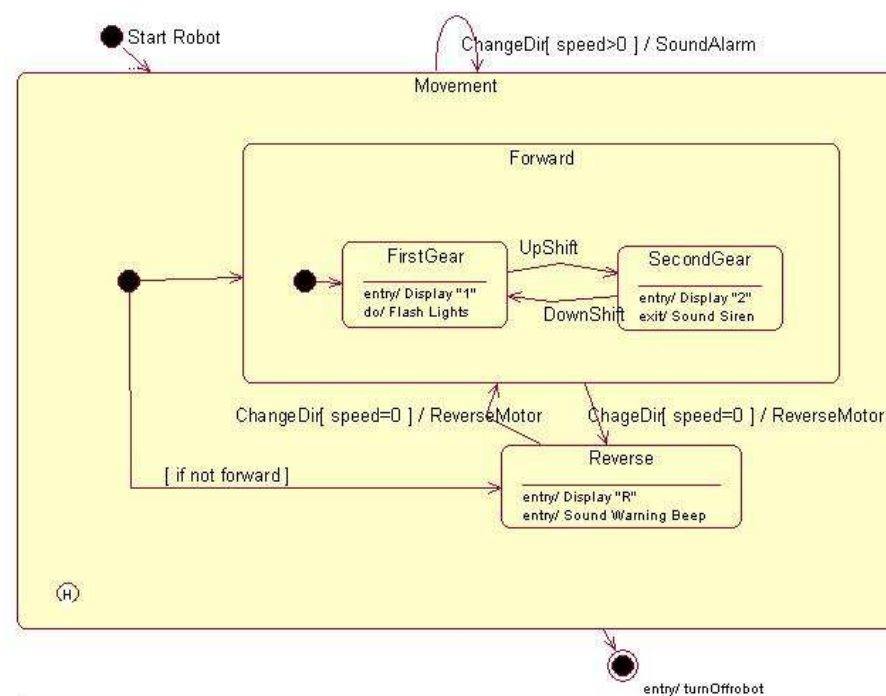 Start Robot
ChangeDir[ speed>0 ] / SoundAlarm
...
Movement
Forward
FirstGear
entry/ Display "1"
do/ Flash Lights
UpShift
SecondGear
entry/ Display "2"
exit/ Sound Siren
DownShift
ChangeDir[ speed=0 ] / ReverseMotor
ChageDir[ speed=0 ] / ReverseMotor
Reverse
entry/ Display "R"
entry/ Sound Warning Beep
[ if not forward ]
H
entry/ turnOffrobot